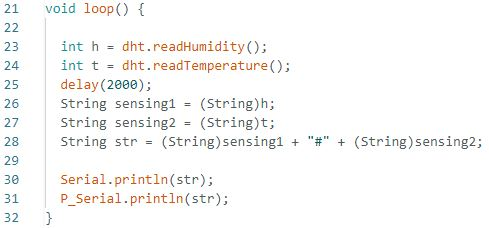 21 void loop() {
22
23 int h = dht.readHumidity();
24 int t = dht.readTemperature();
25 delay(2000);
26 String sensing1 = (String)h;
27 String sensing2 = (String)t;
28 String str = (String)sensing1 + "#" + (String)sensing2;
29
30 Serial.println(str);
31 P_Serial.println(str);
32 }